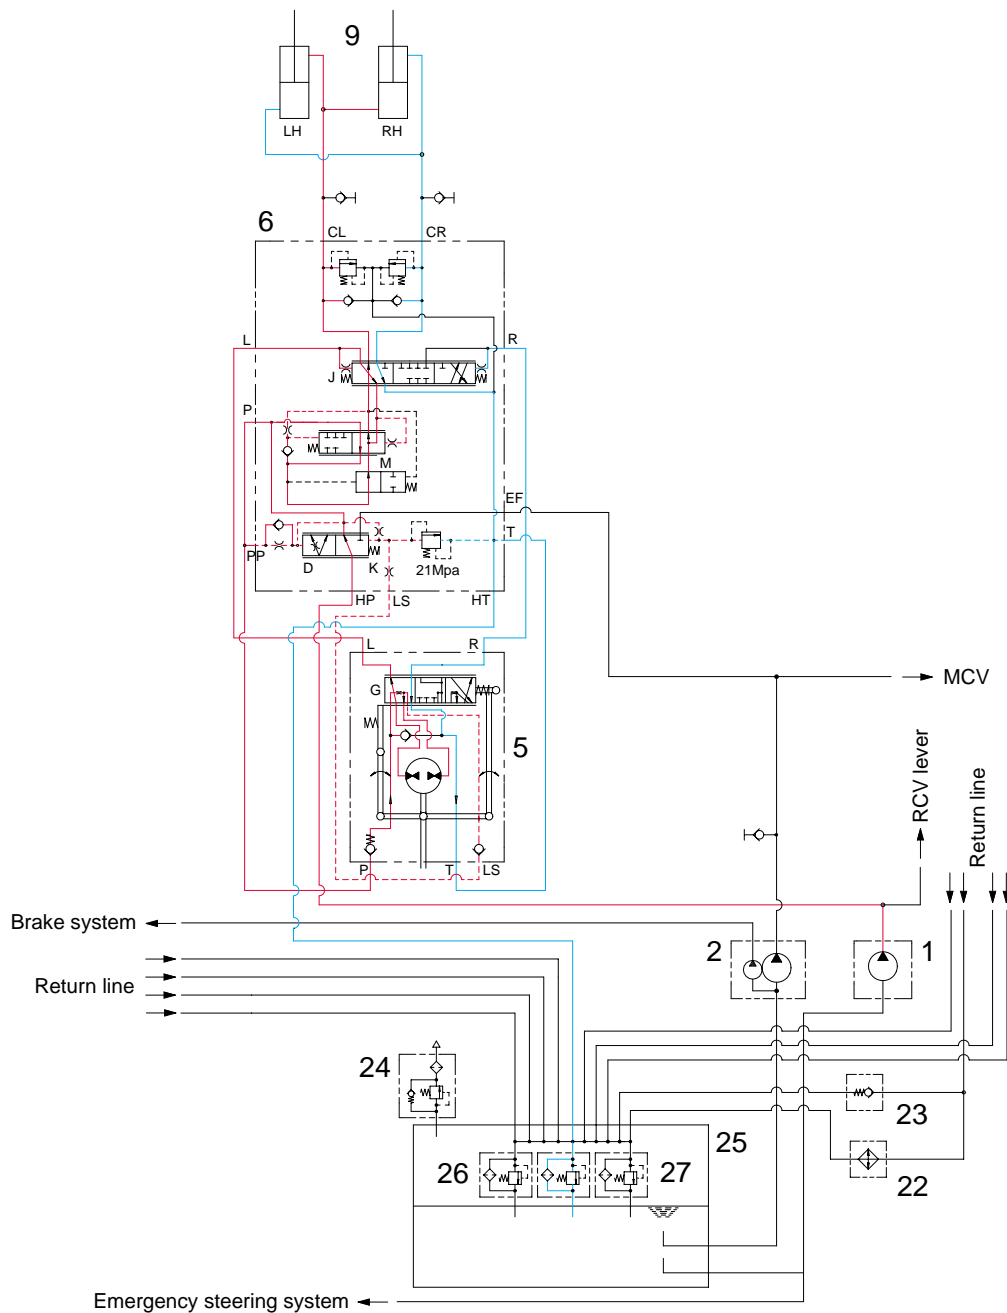 9
LH RH
6
CL CR
L R
J
P
M
EF
T
PP
D K 21Mpa
HP LS HT
L R
G
5
MCV
RCV lever
Return line
P T LS
Brake system
2 1
Return line
24
23
25
22
26 27
Emergency steering system